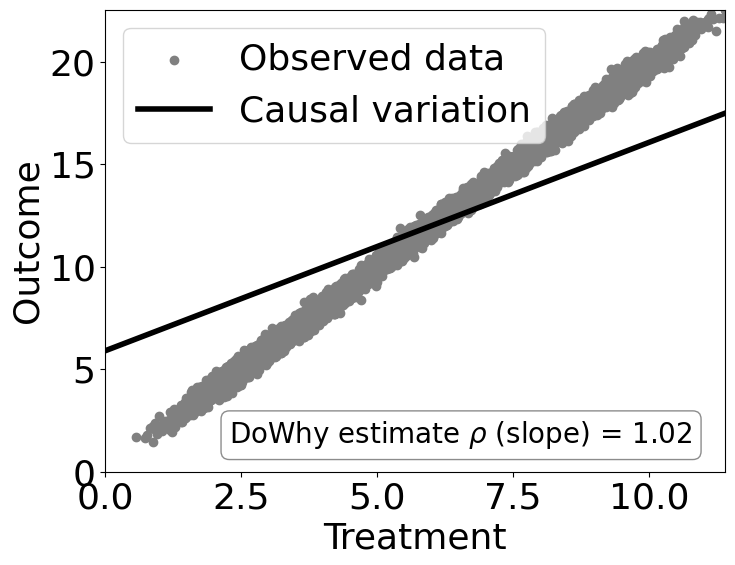 Observed data
Causal variation
20
15
10
5
0
Outcome
DoWhy estimate ρ (slope) = 1.02
0.0 2.5 5.0 7.5 10.0
Treatment